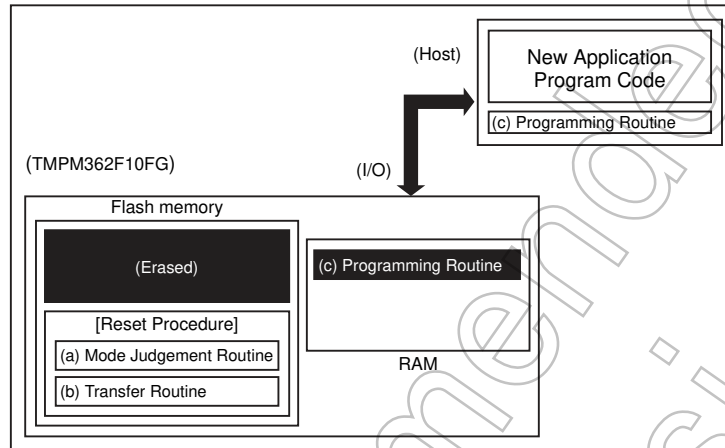 (Host)
New Application
Program Code
(c) Programming Routine
(TMPM362F10FG)
(I/O)
Flash memory
(Erased)
(c) Programming Routine
[Reset Procedure]
(a) Mode Judgement Routine
(b) Transfer Routine
RAM